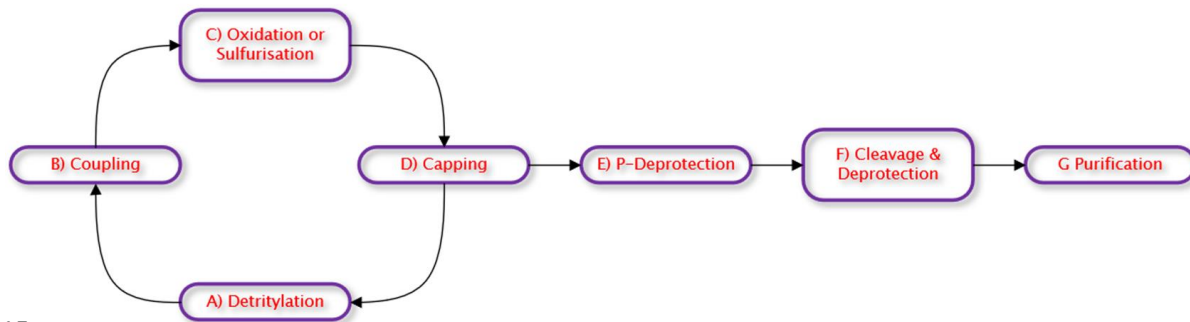 C) Oxidation or
Sulfurisation
B) Coupling
D) Capping
E) P-Deprotection
F) Cleavage &
Deprotection
G Purification
A) Detritylation